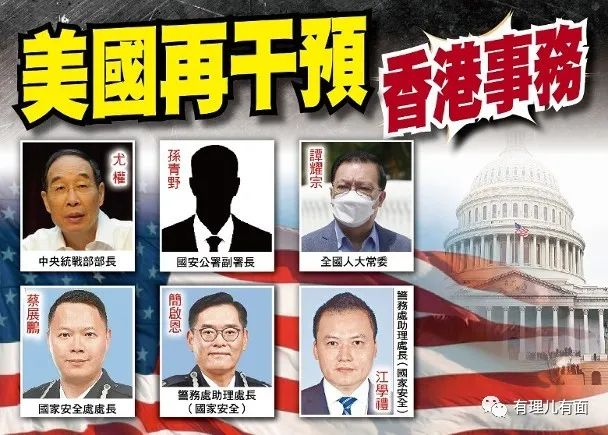 美國再干預
香港事務
尤權
中央統戰部部長
孫青野
國安公署副署長
譚耀宗
全國人大常委
蔡展鵬
國家安全處處長
簡啟恩
警務處助理處長
（國家安全）
江學禮
警務處助理處長（國家安全）
有理儿有面